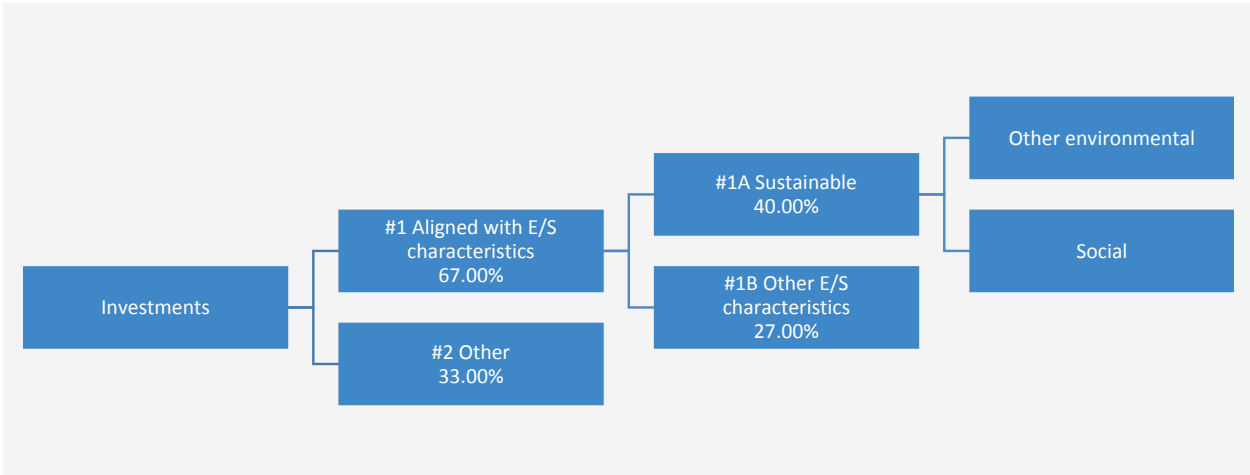 Investments
#1 Aligned with E/S
characteristics
67.00%
#2 Other
33.00%
#1A Sustainable
40.00%
#1B Other E/S
characteristics
27.00%
Other environmental
Social